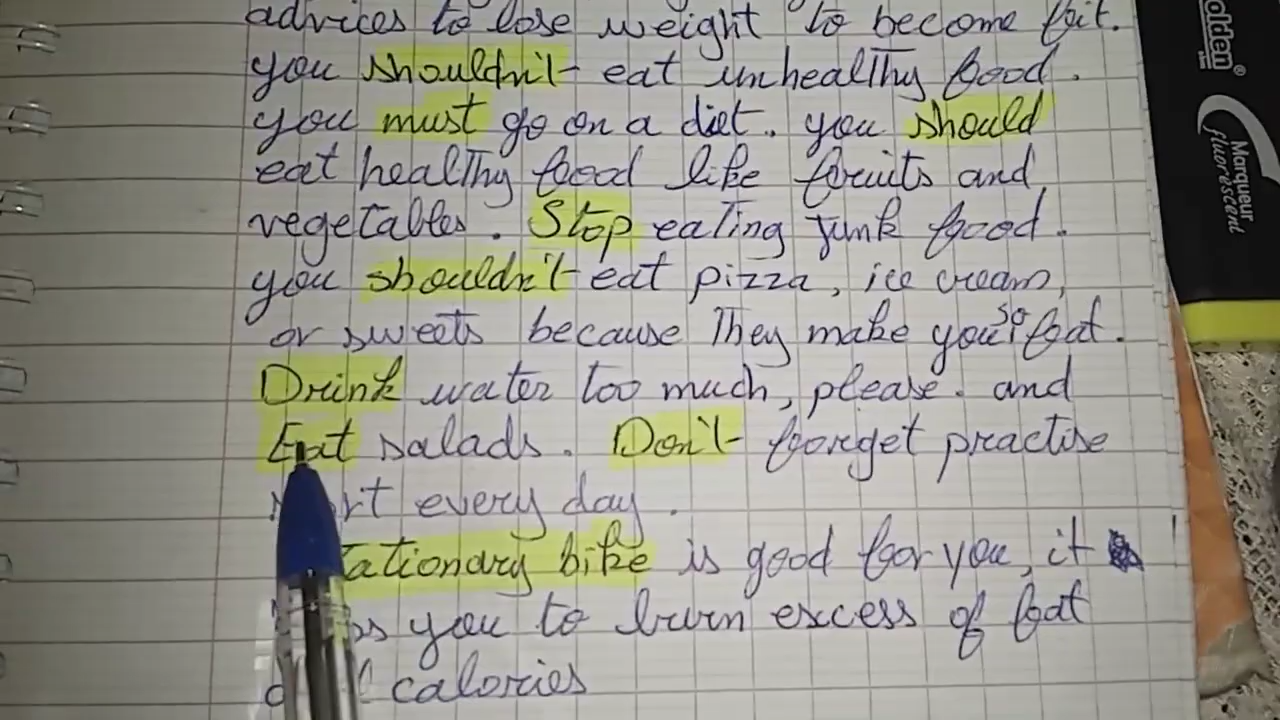 advices to lose weight to become fit.
you shouldn't eat unhealthy food.
you must go on a diet. you should
eat healthy food like fruits and
vegetables. Stop eating junk food.
you shouldn't eat pizza, ice cream,
or sweets because They make you so fat.
Drink water too much, please. and
Eat salads. Don't forget practise
every day.
bike is good for you, it
you to burn excess of fat
calories
olden
Marqueur
fluorescent